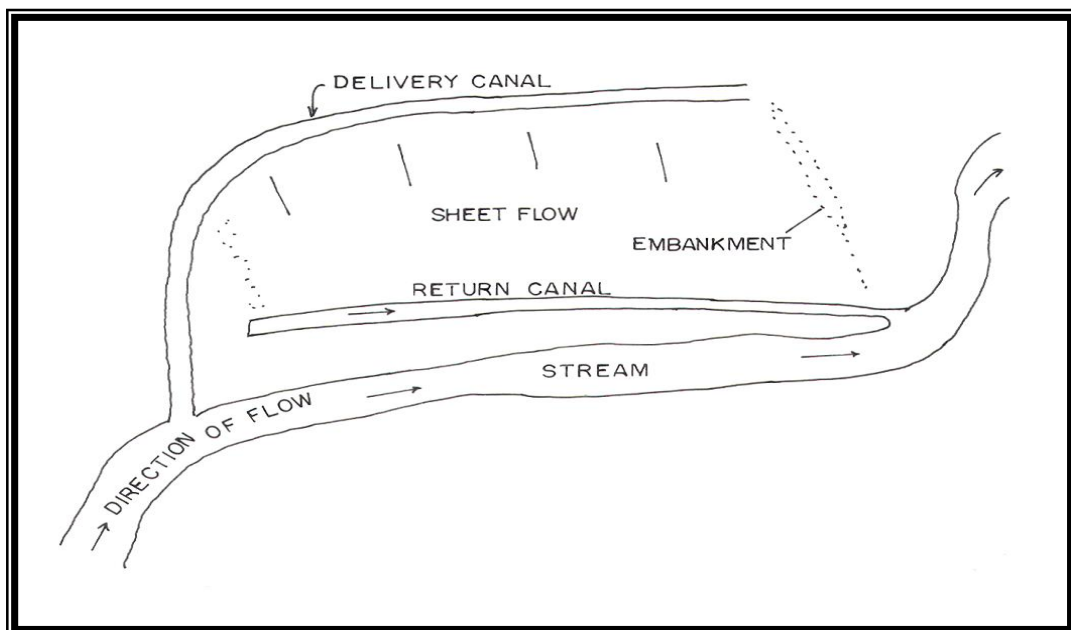 DELIVERY CANAL
SHEET FLOW
EMBANKMENT
RETURN CANAL
STREAM
DIRECTION OF FLOW